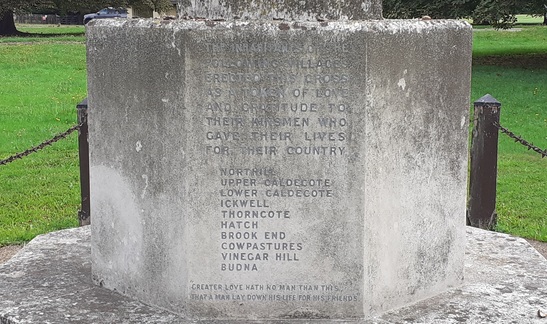 THE INHABITANTS OF THE
FOLLOWING VILLAGES
ERECTED THIS CROSS
AS A TOKEN OF LOVE
AND GRATITUDE TO
THEIR KINSMEN WHO
GAVE THEIR LIVES
FOR THEIR COUNTRY
NORTHILL
UPPER CALDECOTE
LOWER CALDECOTE
ICKWELL
THORNCOTE
HATCH
BROOK END
COWPASTURES
VINEGAR HILL
BUDNA
GREATER LOVE HATH NO MAN THAN THIS,
THAT A MAN LAY DOWN HIS LIFE FOR HIS FRIENDS